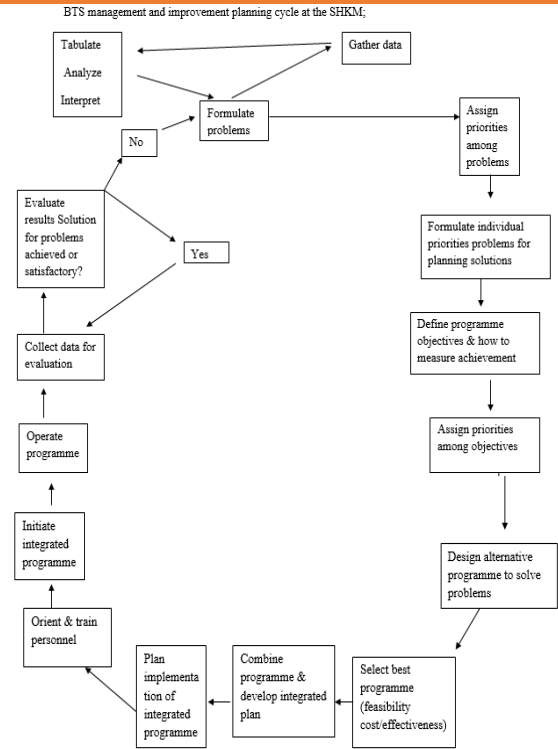 BTS management and improvement planning cycle at the SHKM;
Tabulate
Analyze
Interpret
Gather data
Formulate
problems
Assign
priorities
among
problems
No
Evaluate
results Solution
for problems
achieved or
satisfactory?
Yes
Formulate individual
priorities problems for
planning solutions
Define programme
objectives & how to
measure achievement
Collect data for
evaluation
Assign priorities
among objectives
Operate
programme
Initiate
integrated
programme
Design alternative
programme to solve
problems
Orient & train
personnel
Plan
implementa
tion of
integrated
programme
Combine
programme &
develop integrated
plan
Select best
programme
(feasibility
cost/effectiveness)